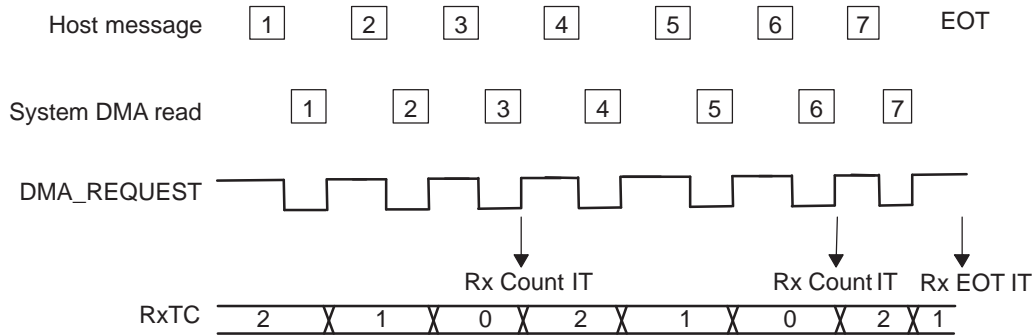 Host message 1 2 3 4 5 6 7 EOT
System DMA read 1 2 3 4 5 6 7
DMA_REQUEST
Rx Count IT Rx Count IT Rx EOT IT
RxTC 2 1 0 2 1 0 2 1